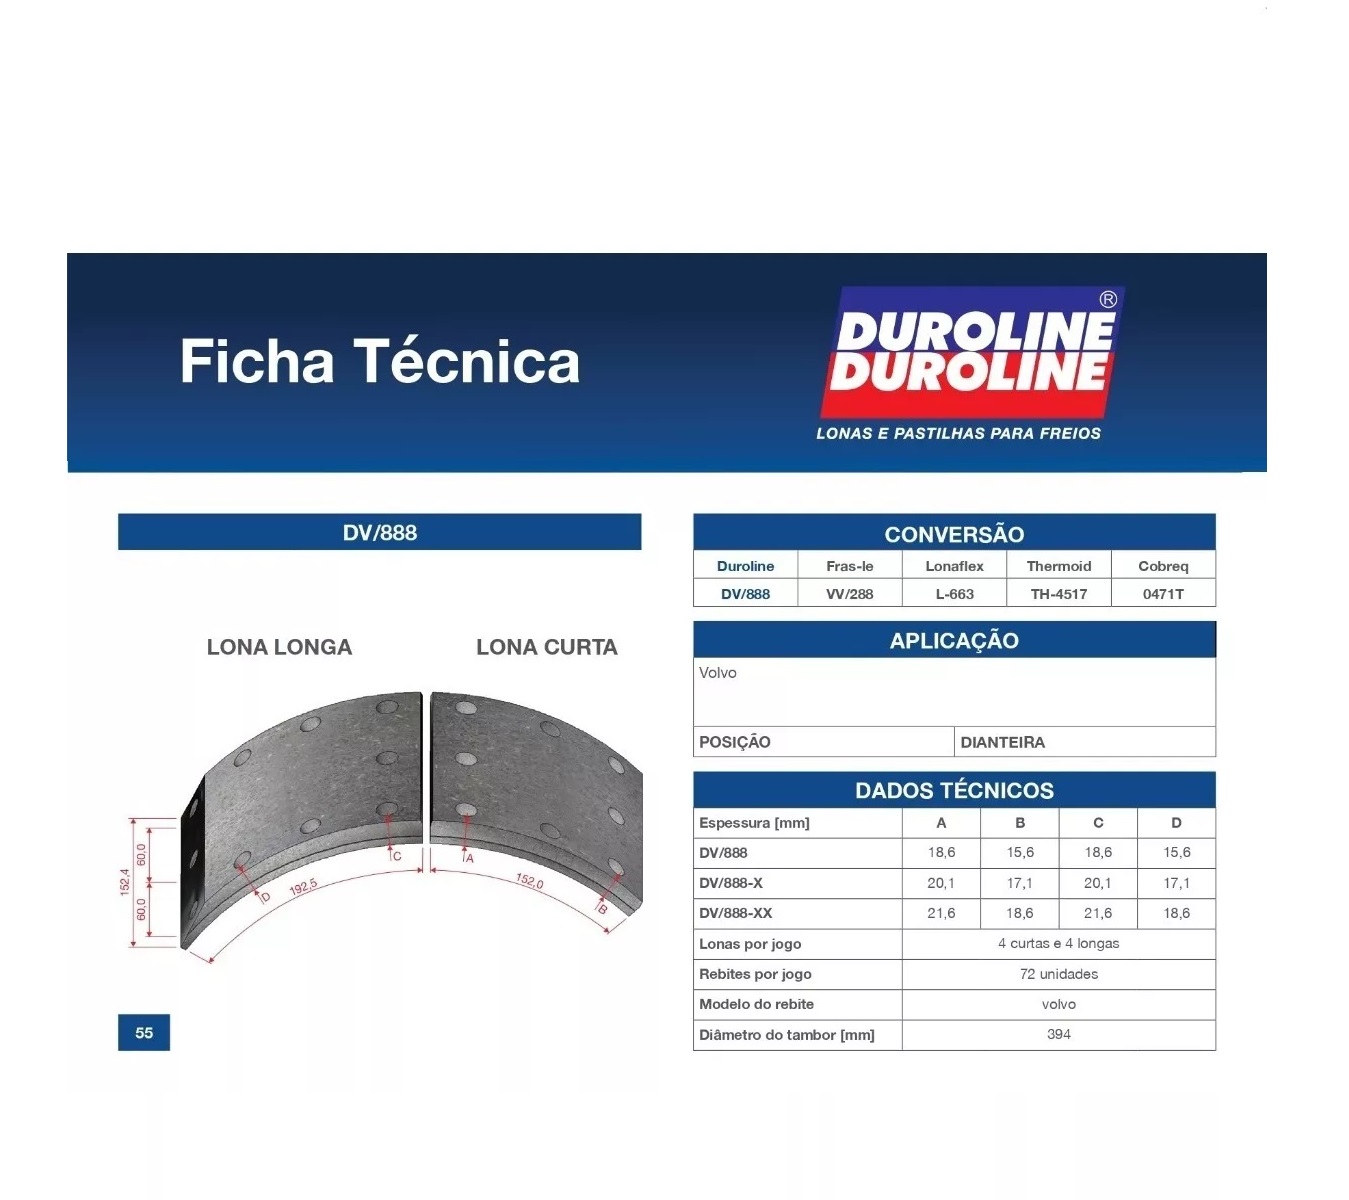 Ficha Técnica
DUROLINE®
DUROLINE
LONAS E PASTILHAS PARA FREIOS
DV/888
LONA LONGA
LONA CURTA
152,4
60,0
60,0
D
192,5
C
A
152,0
B
55
CONVERSÃO
Duroline Fras-le Lonaflex Thermoid Cobreq
DV/888 VV/288 L-663 TH-4517 0471T
APLICAÇÃO
Volvo
POSIÇÃO DIANTEIRA
DADOS TÉCNICOS
Espessura [mm] A B C D
DV/888 18,6 15,6 18,6 15,6
DV/888-X 20,1 17,1 20,1 17,1
DV/888-XX 21,6 18,6 21,6 18,6
Lonas por jogo 4 curtas e 4 longas
Rebites por jogo 72 unidades
Modelo do rebite volvo
Diâmetro do tambor [mm] 394